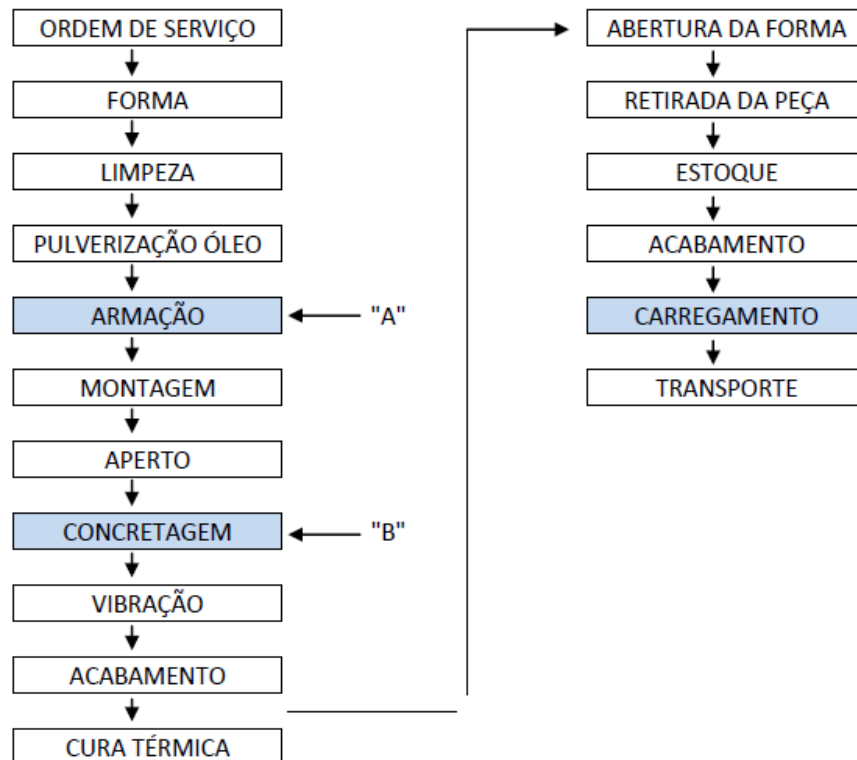 ORDEM DE SERVIÇO
FORMA
LIMPEZA
PULVERIZAÇÃO ÓLEO
ARMAÇÃO
"A"
MONTAGEM
APERTO
CONCRETAGEM
"B"
VIBRAÇÃO
ACABAMENTO
CURA TÉRMICA
ABERTURA DA FORMA
RETIRADA DA PEÇA
ESTOQUE
ACABAMENTO
CARREGAMENTO
TRANSPORTE